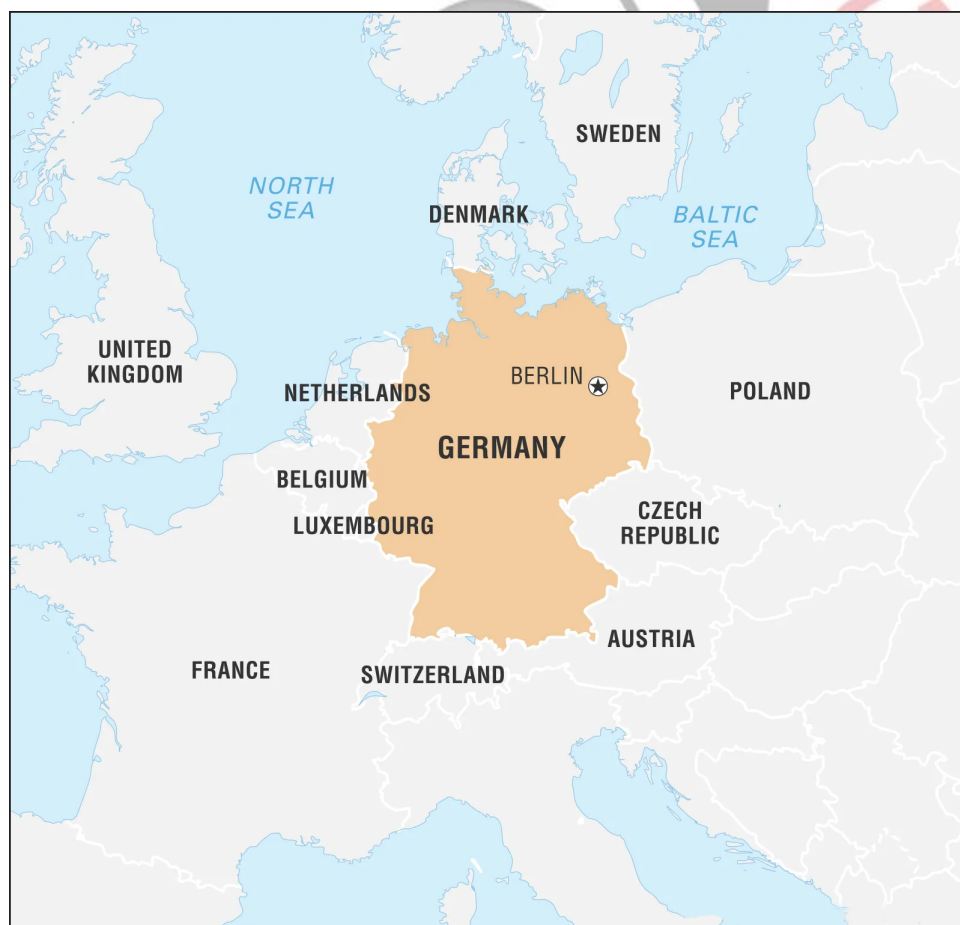 SWEDEN
NORTH
SEA
DENMARK
BALTIC
SEA
UNITED
KINGDOM
BERLIN
NETHERLANDS
POLAND
GERMANY
BELGIUM
LUXEMBOURG
CZECH
REPUBLIC
AUSTRIA
FRANCE
SWITZERLAND